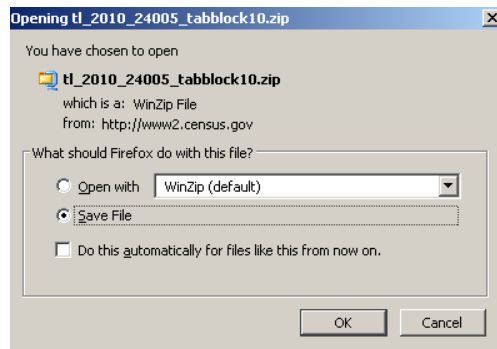 Opening tl_2010_24005_tabblock10.zip
You have chosen to open
tl_2010_24005_tabblock10.zip
which is a: WinZip File
from: http://www2.census.gov
What should Firefox do with this file?
Open with WinZip (default)
Save File
Do this automatically for files like this from now on.
OK Cancel